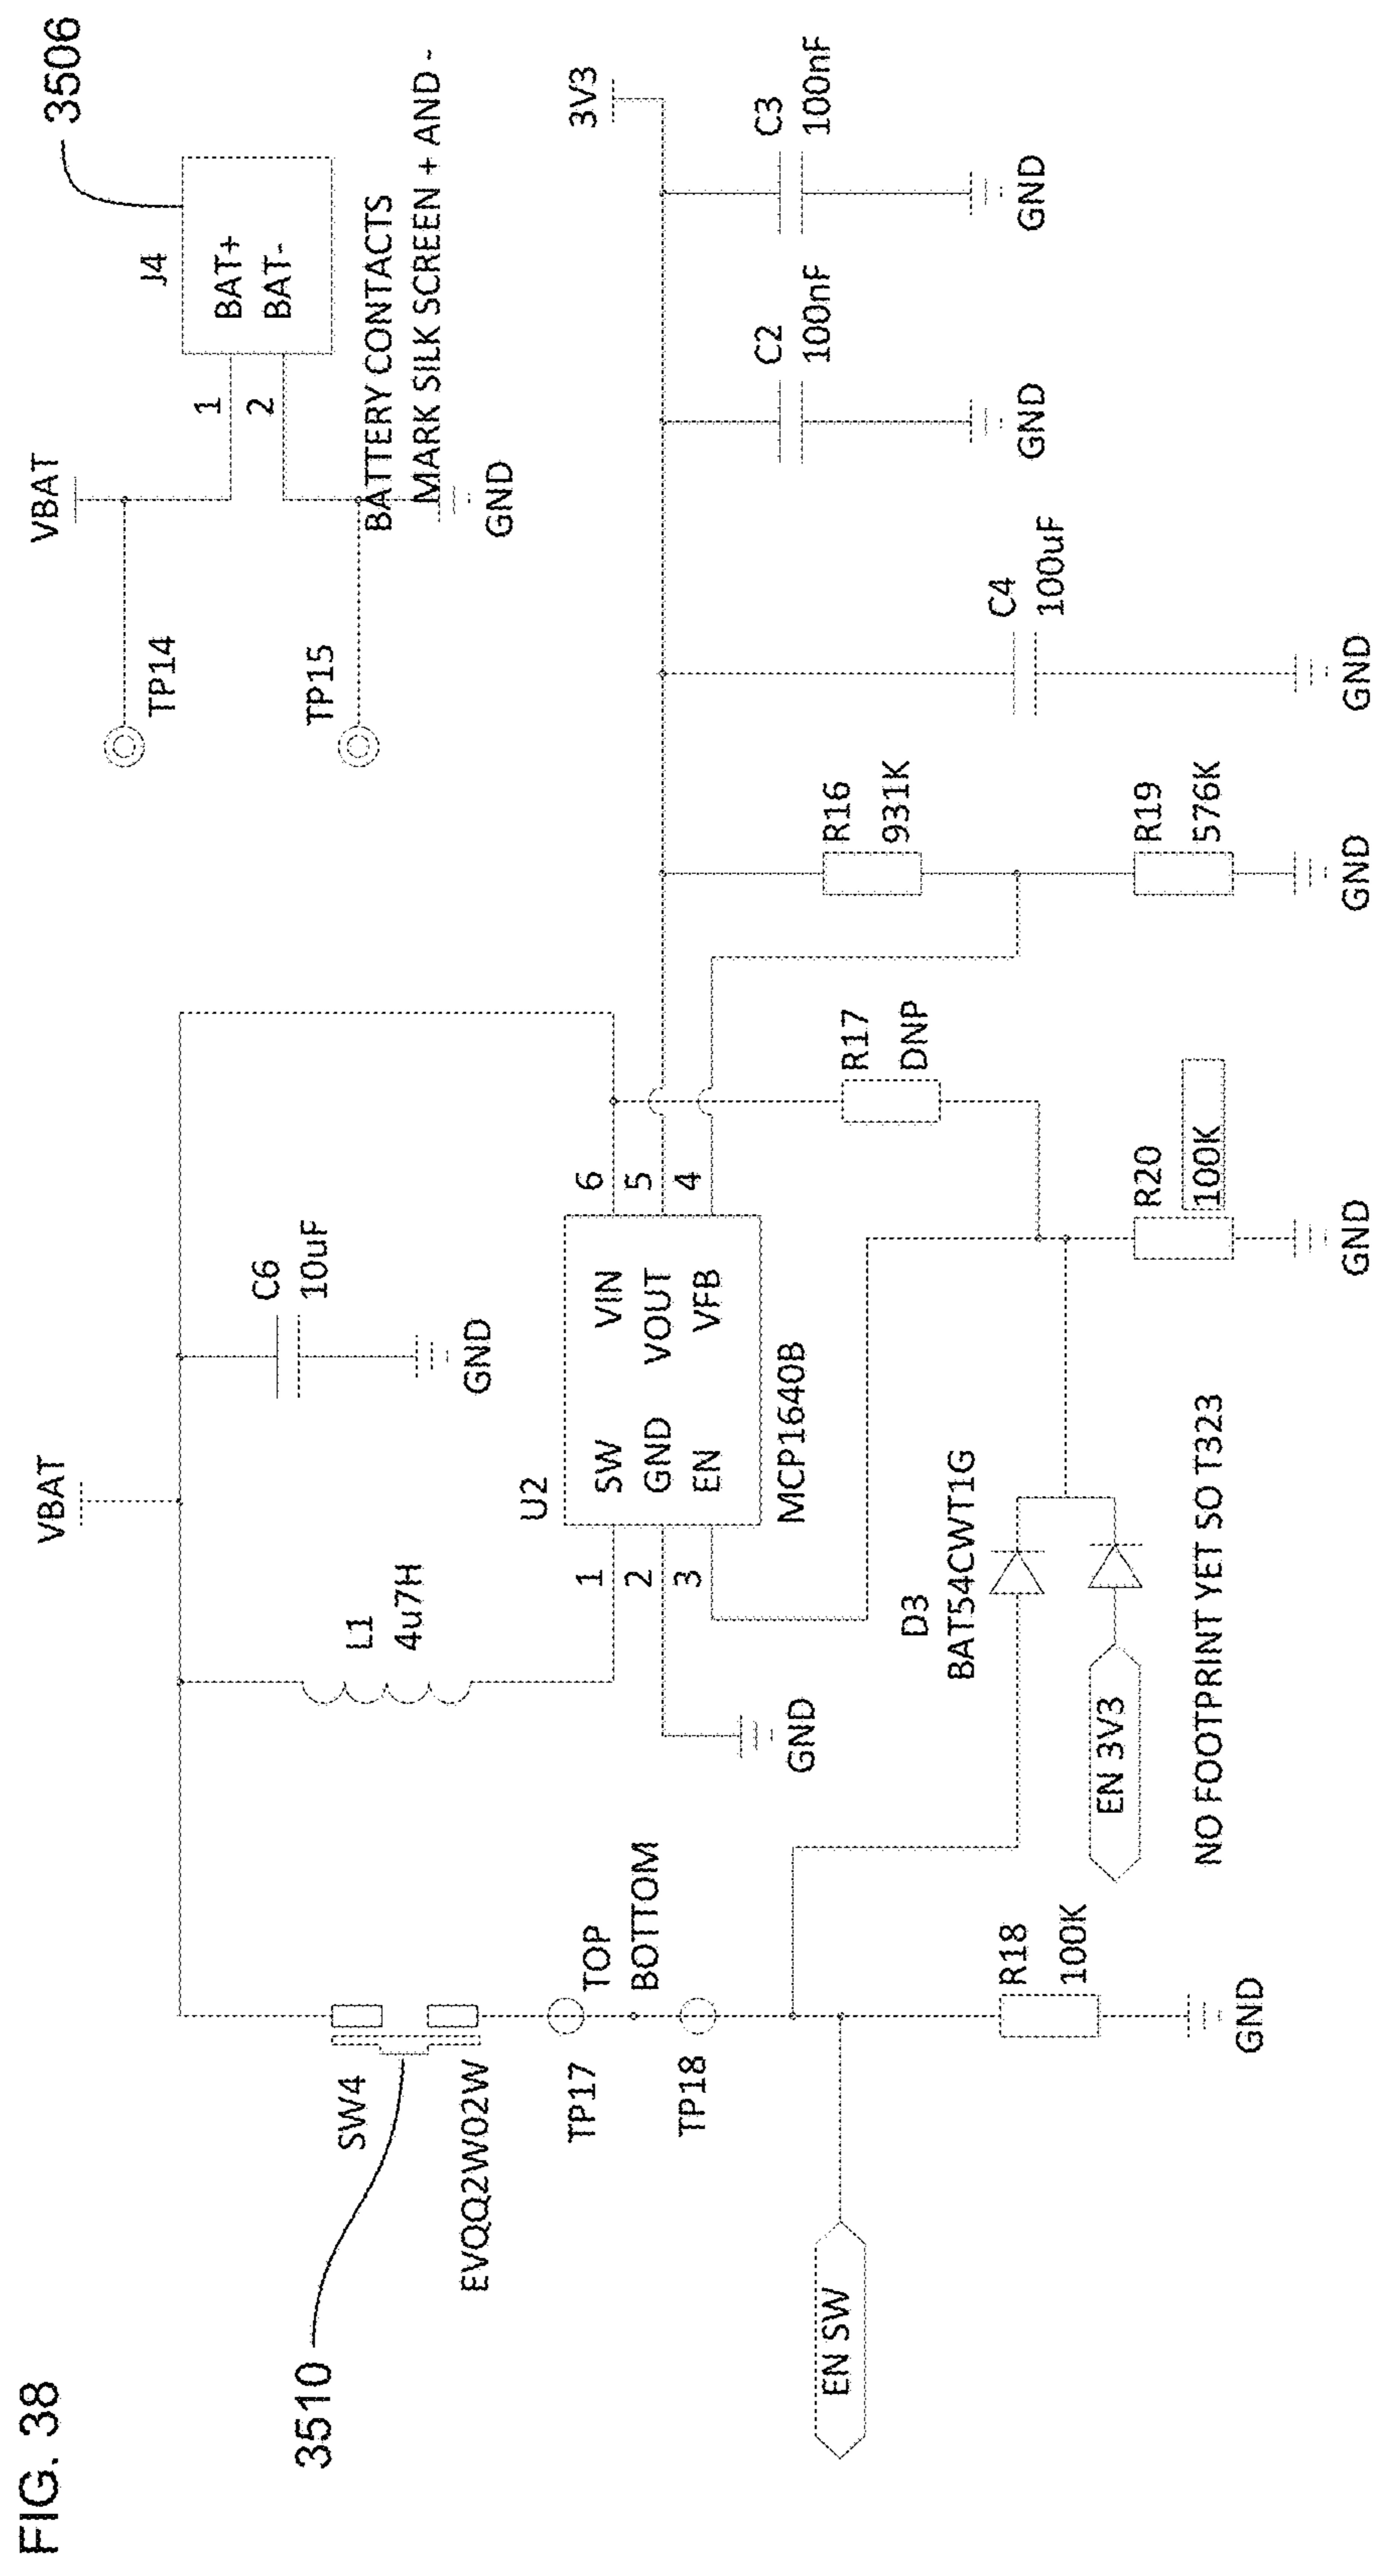 FIG. 38
3506
J4
BAT+
BAT-
1
2
VBAT
TP14
TP15
BATTERY CONTACTS
MARK SILK SCREEN + AND -
GND
VBAT
3510
SW4
EVQQ2W02W
TP17
TOP
BOTTOM
TP18
EN SW
R18
100K
GND
L1
4u7H
C6
10uF
GND
U2
1
2
3
SW
GND
EN
VIN
VOUT
VFB
6
5
4
MCP1640B
GND
D3
BAT54CWT1G
EN 3V3
NO FOOTPRINT YET SO T323
R17
DNP
R20
100K
GND
R16
931K
R19
576K
GND
C4
100uF
GND
C2
100nF
GND
3V3
C3
100nF
GND